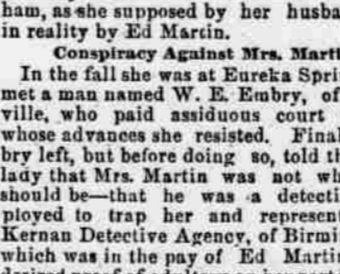 ham, as she supposed by her husba
in reality by Ed Martin.
Conspiracy Against Mrs. Marti
In the fall she was at Eureka Spri
met a man named W. E. Embry, of
ville, who paid assiduous court
whose advances she resisted. Final
bry left, but before doing so, told th
lady that Mrs. Martin was not wh
should be—that he was a detecti
ployed to trap her and represent
Kernan Detective Agency, of Birmi
which was in the pay of Ed Martin